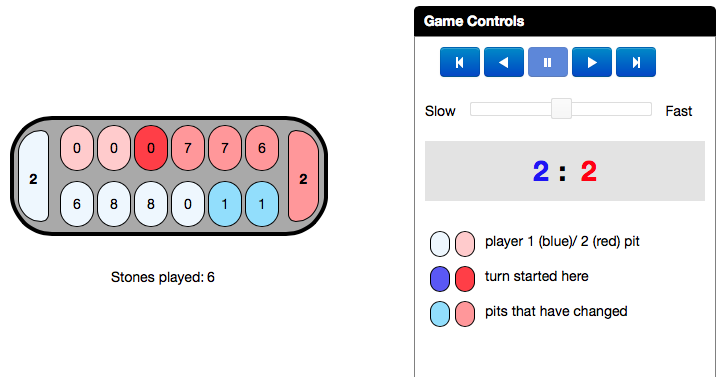 Game Controls
Slow Fast
2 : 2
0 0 0 7 7 6
2 2
6 8 8 0 1 1
player 1 (blue)/ 2 (red) pit
turn started here
Stones played: 6
pits that have changed